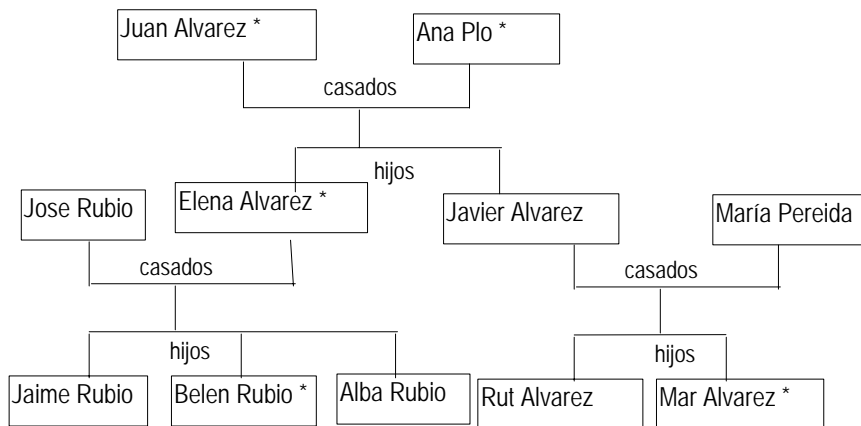 Juan Alvarez *
Ana Plo *
casados
hijos
Jose Rubio
Elena Alvarez *
Javier Alvarez
María Pereida
casados
casados
hijos
hijos
Jaime Rubio
Belen Rubio *
Alba Rubio
Rut Alvarez
Mar Alvarez *